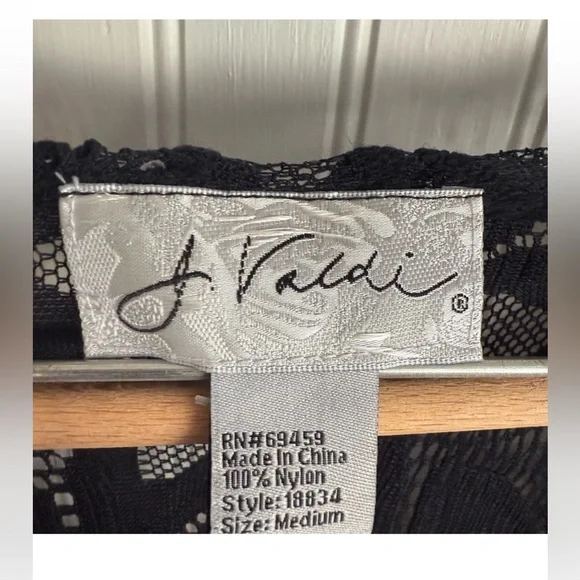 J. Valdi
®
RN#69459
Made In China
100% Nylon
Style: 18834
Size: Medium